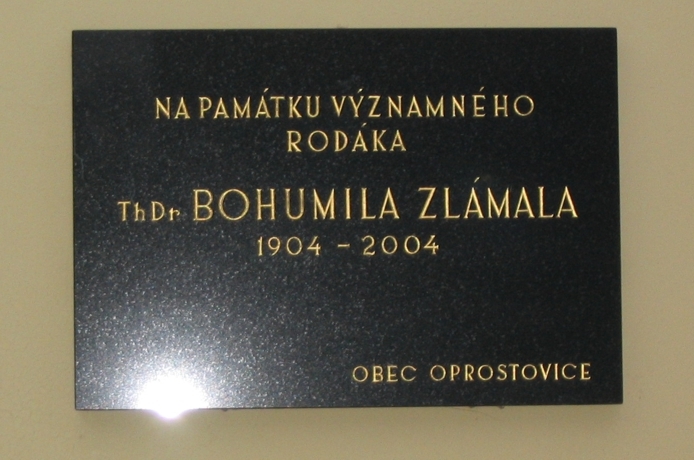 NA PAMÁTKU VÝZNAMNÉHO
RODÁKA
ThDr BOHUMILA ZLÁMALA
1904 - 2004
OBEC OPROSTOVICE